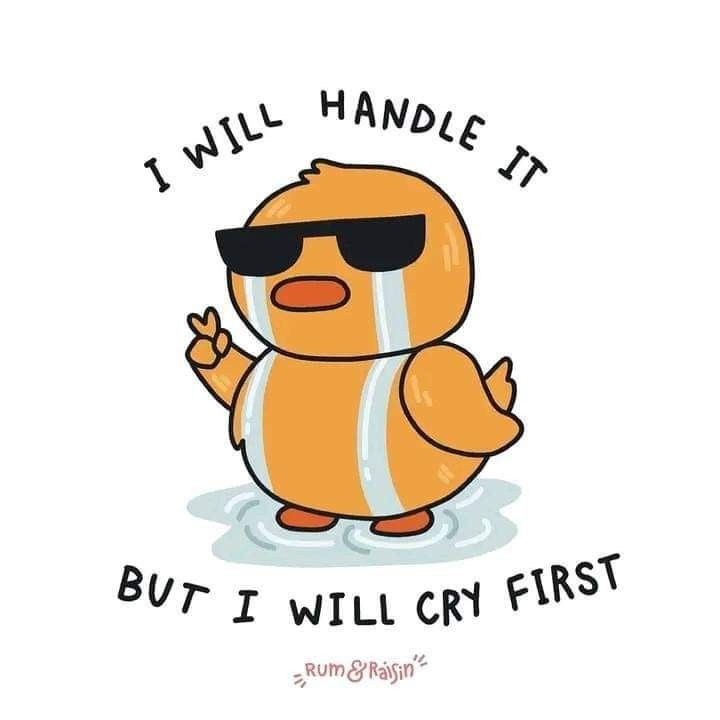 I WILL HANDLE IT
BUT I WILL CRY FIRST
Rum&Raisin